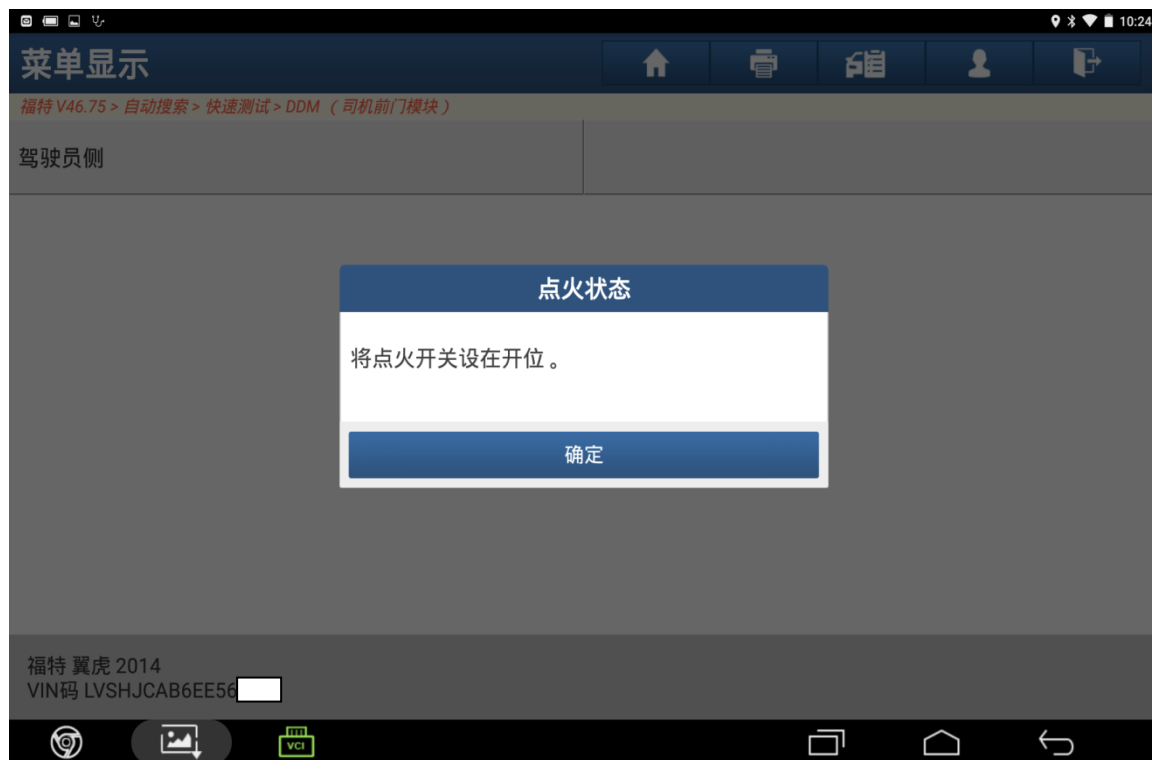 10:24
菜单显示
福特 V46.75 > 自动搜索 > 快速测试 > DDM （司机前门模块）
驾驶员侧
点火状态
将点火开关设在开位。
确定
福特 翼虎 2014
VIN码 LVSHJCAB6EE56
VCI